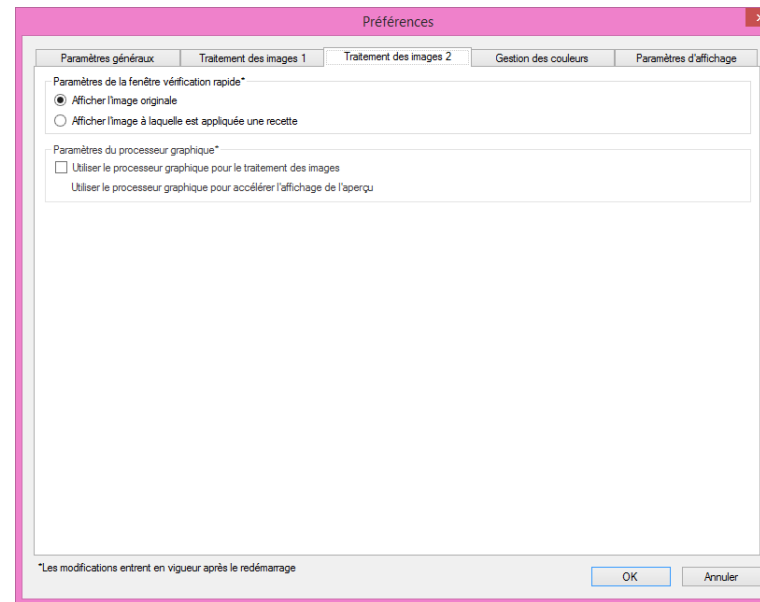 Préférences
Paramètres généraux
Traitement des images 1
Traitement des images 2
Gestion des couleurs
Paramètres d'affichage
Paramètres de la fenêtre vérification rapide*
Afficher l'image originale
Afficher l'image à laquelle est appliquée une recette
Paramètres du processeur graphique*
Utiliser le processeur graphique pour le traitement des images
Utiliser le processeur graphique pour accélérer l'affichage de l'aperçu
*Les modifications entrent en vigueur après le redémarrage
OK
Annuler